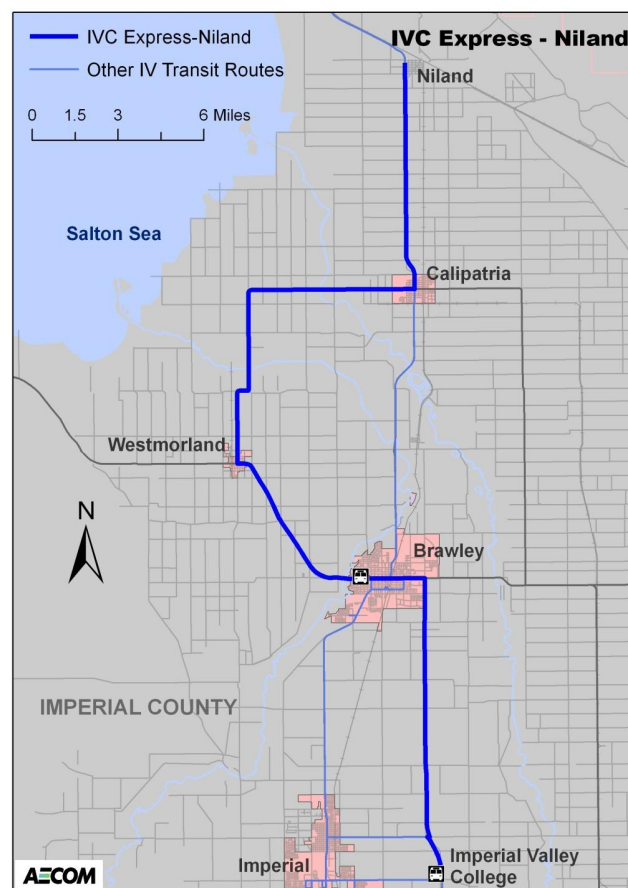 IVC Express-Niland
Other IV Transit Routes
0 1.5 3 6 Miles
IVC Express - Niland
Niland
Salton Sea
Calipatria
Westmorland
N
Brawley
IMPERIAL COUNTY
Imperial
Imperial Valley
College
AECOM